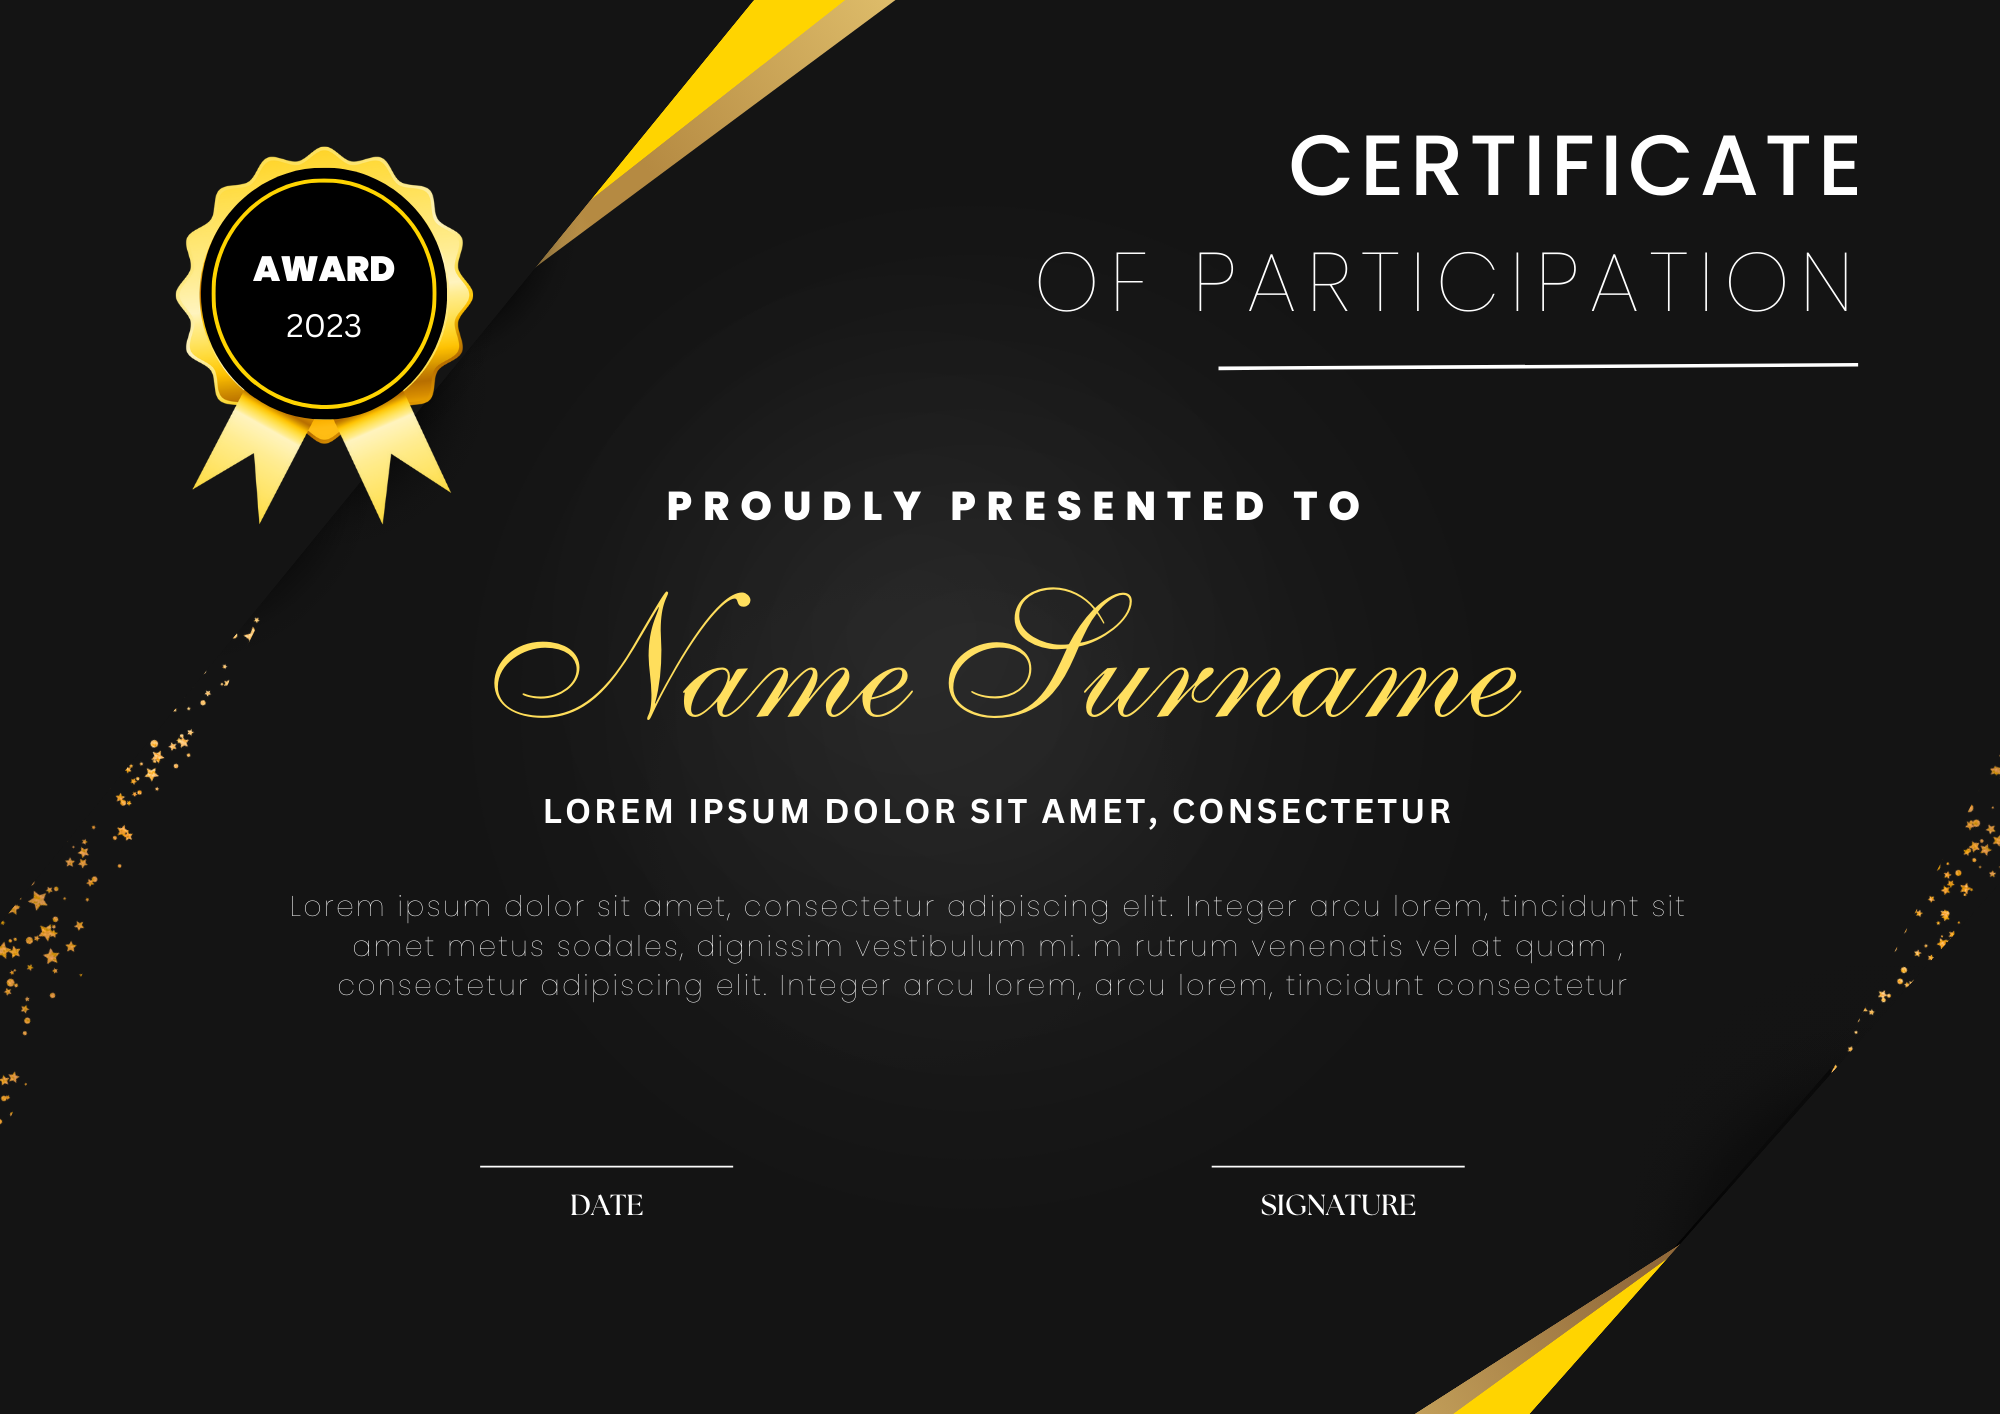 CERTIFICATE
OF PARTICIPATION
AWARD
2023
PROUDLY PRESENTED TO
Name Surname
LOREM IPSUM DOLOR SIT AMET, CONSECTETUR
Lorem ipsum dolor sit amet, consectetur adipiscing elit. Integer arcu lorem, tincidunt sit
amet metus sodales, dignissim vestibulum mi. m rutrum venenatis vel at quam ,
consectetur adipiscing elit. Integer arcu lorem, arcu lorem, tincidunt consectetur
DATE
SIGNATURE